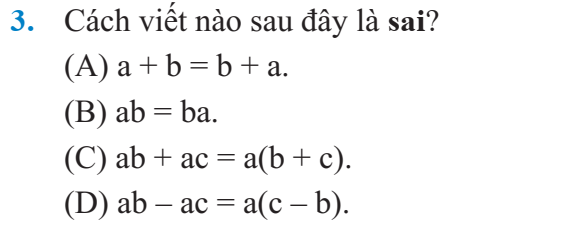 3. Cách viết nào sau đây là sai?
(A) a + b = b + a.
(B) ab = ba.
(C) ab + ac = a(b + c).
(D) ab – ac = a(c – b).